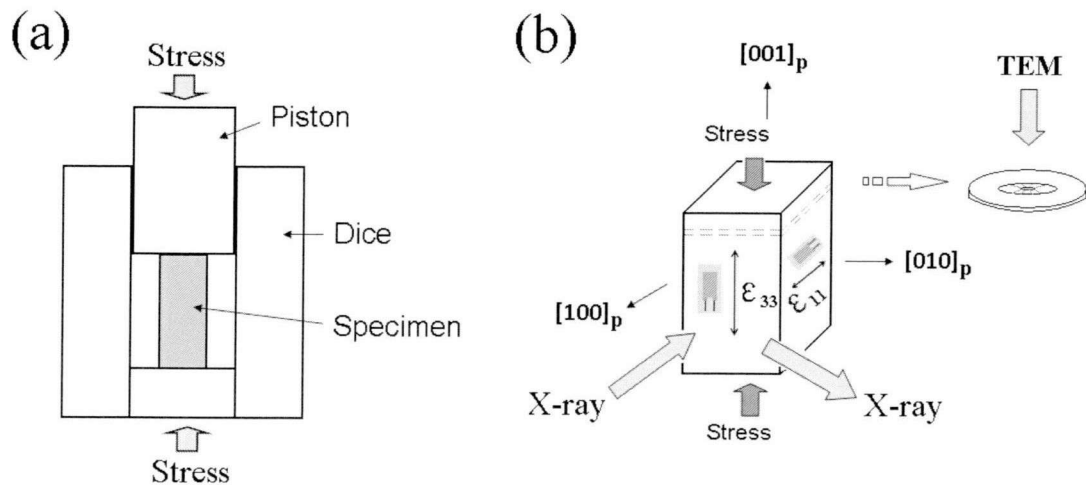 (a)
Stress
Piston
Dice
Specimen
Stress
(b)
[001]ₚ
TEM
Stress
[010]ₚ
ε₃₃
ε₁₁
[100]ₚ
X-ray
X-ray
Stress